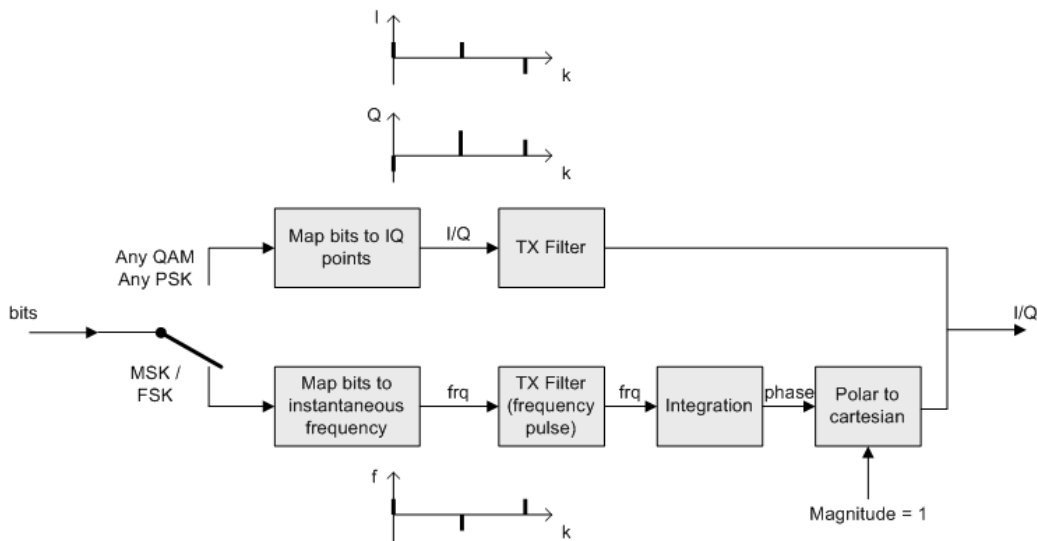 I
k
Q
k
Any QAM
Any PSK
Map bits to IQ
points
I/Q
TX Filter
bits
I/Q
MSK /
FSK
Map bits to
instantaneous
frequency
frq
TX Filter
(frequency
pulse)
frq
Integration
phase
Polar to
cartesian
f
k
Magnitude = 1